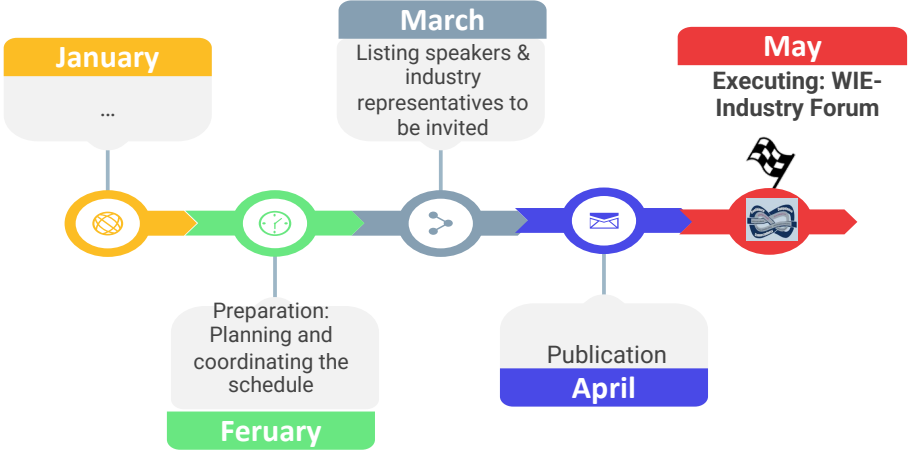 January
...
Preparation:
Planning and
coordinating the
schedule
Feruary
March
Listing speakers &
industry
representatives to
be invited
Publication
April
May
Executing: WIE-
Industry Forum